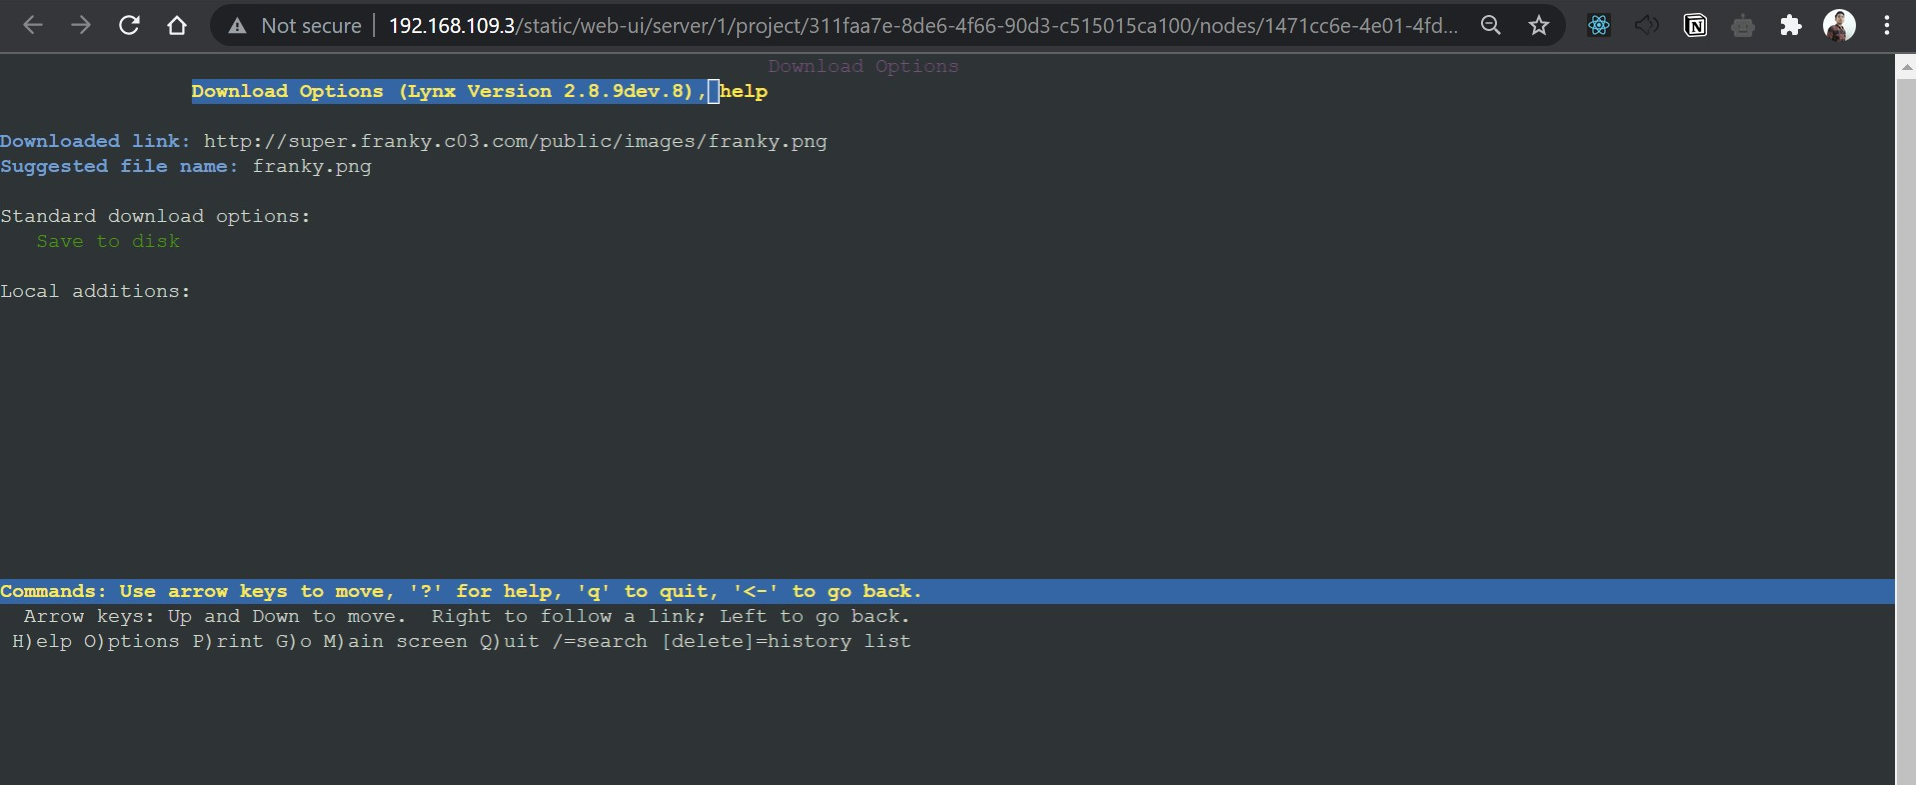 Not secure 192.168.109.3/static/web-ui/server/1/project/311faa7e-8de6-4f66-90d3-c515015ca100/nodes/1471cc6e-4e01-4fd...
Download Options
Download Options (Lynx Version 2.8.9dev.8), help
Downloaded link: http://super.franky.c03.com/public/images/franky.png
Suggested file name: franky.png
Standard download options:
Save to disk
Local additions:
Commands: Use arrow keys to move, '?' for help, 'q' to quit, '<-' to go back.
Arrow keys: Up and Down to move. Right to follow a link; Left to go back.
H)elp O)ptions P)rint G)o M)ain screen Q)uit /=search [delete]=history list